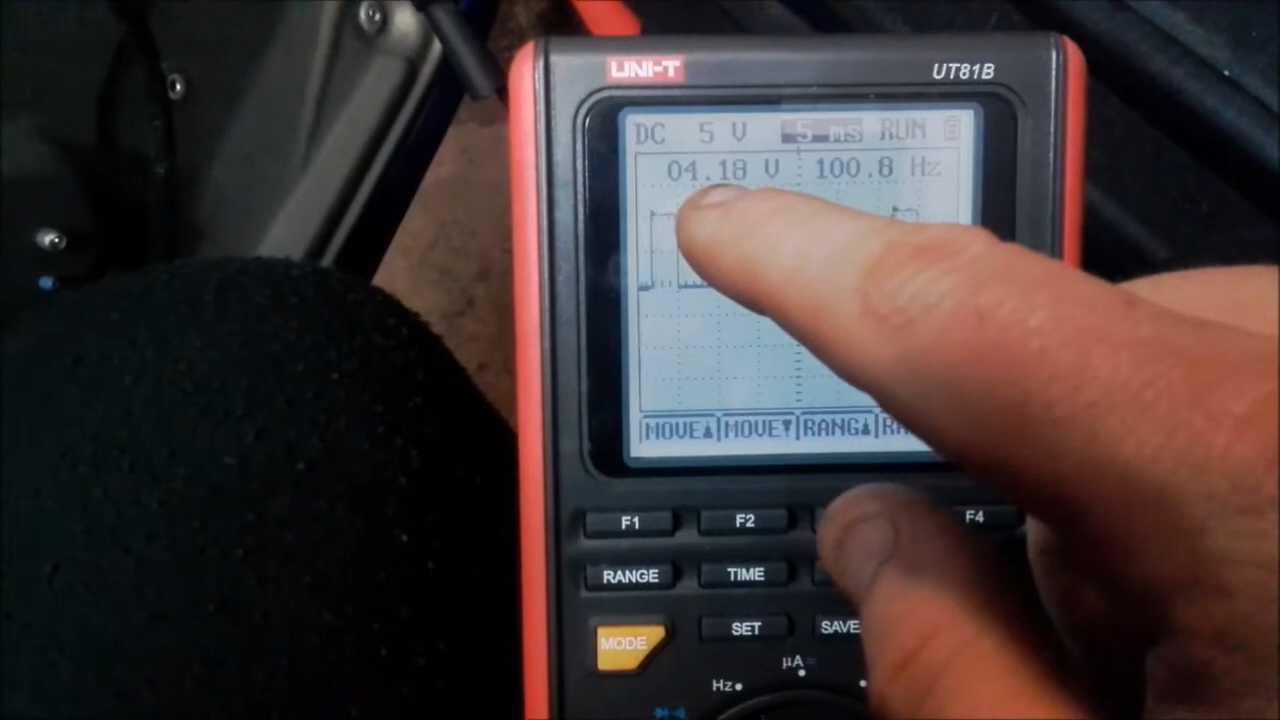 UNI-T UT81B
DC 5 V 5 ms RUN
04.18 V 100.8 Hz
MOVE▲ MOVE▼ RANG▲
F1 F2 F4
RANGE TIME
MODE SET SAVE
Hz µA